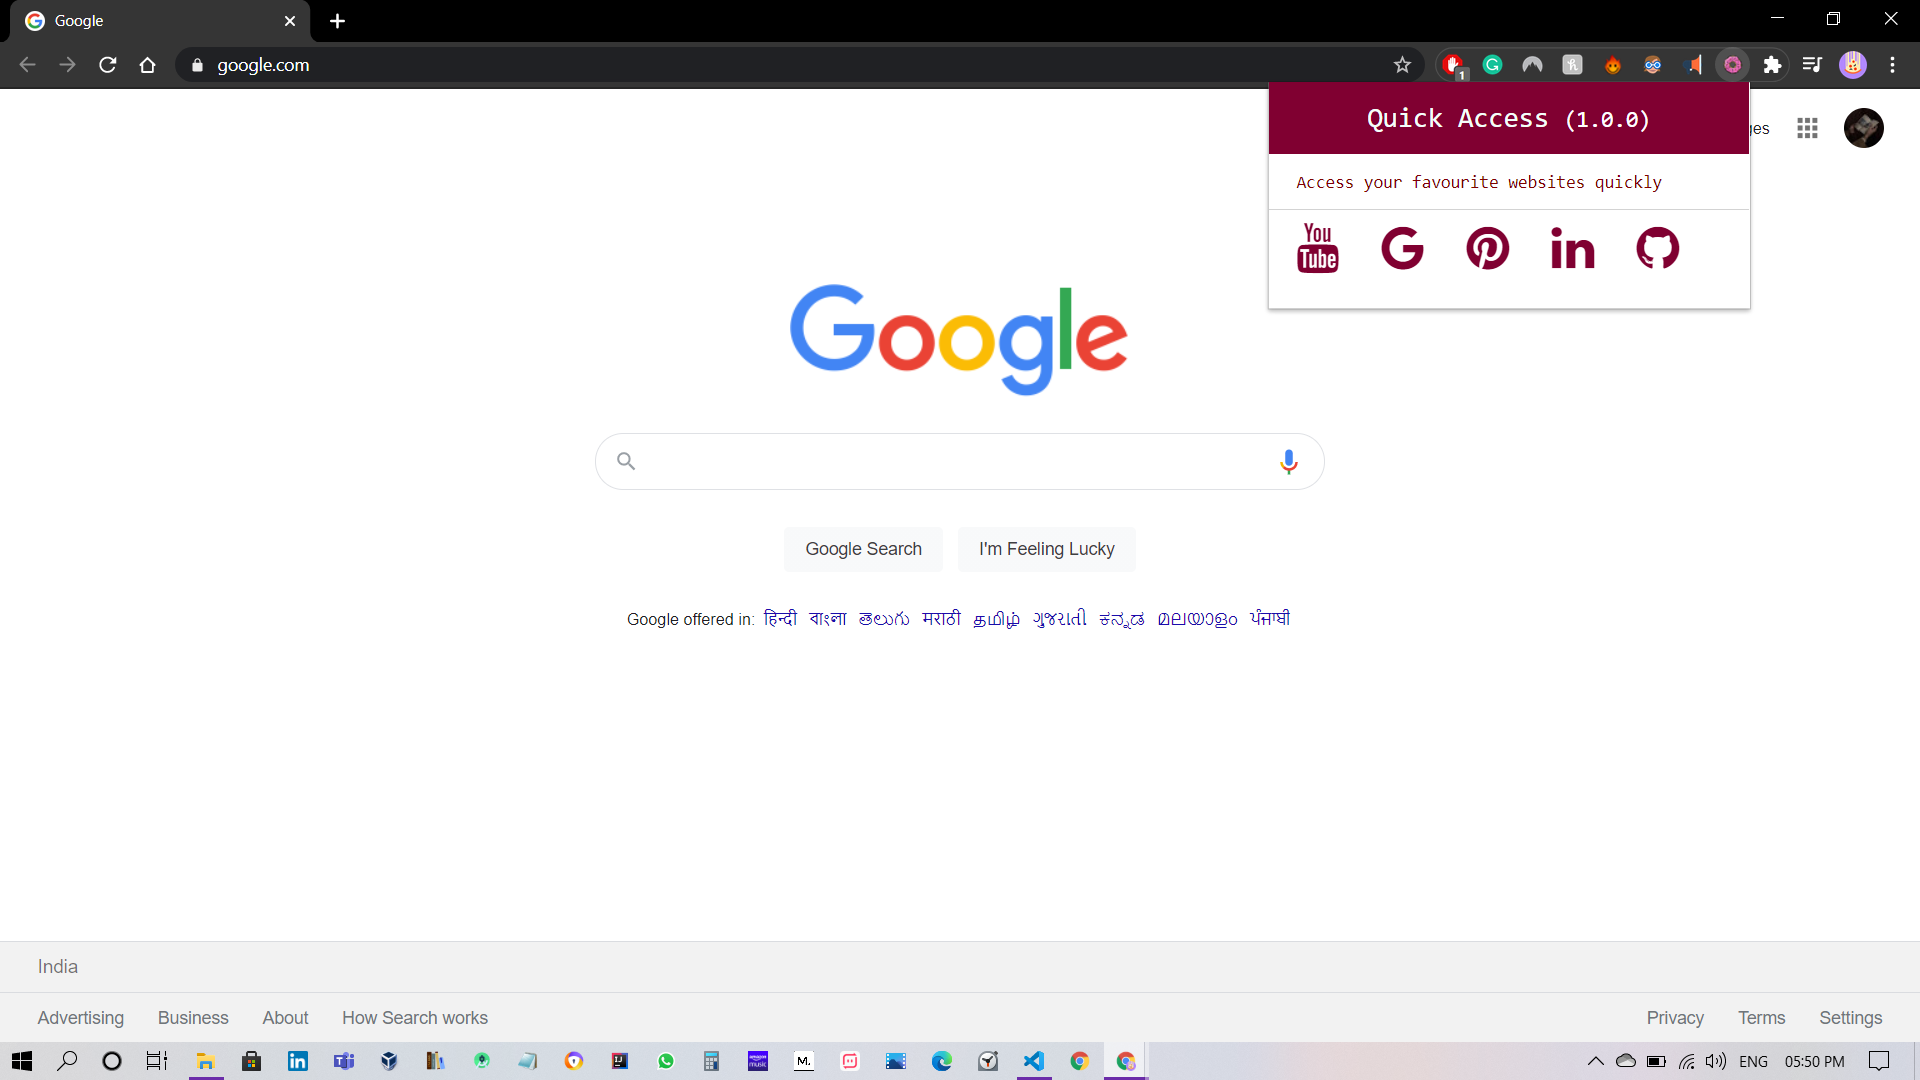 Google
google.com
1
Quick Access (1.0.0)
Access your favourite websites quickly
You
Tube
in
Google
Google Search
I'm Feeling Lucky
Google offered in: हिन्दी বাংলা తెలుగు मराठी தமிழ் ગુજરાતી ಕನ್ನಡ മലയാളം ਪੰਜਾਬੀ
India
Advertising Business About How Search works
Privacy Terms Settings
ENG 05:50 PM